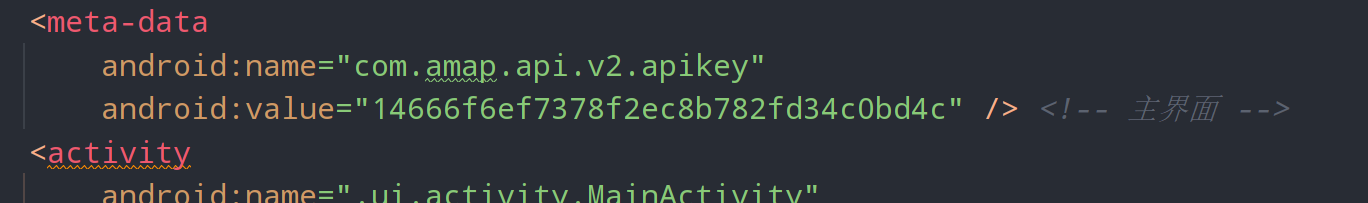 <meta-data
android:name="com.amap.api.v2.apikey"
android:value="14666f6ef7378f2ec8b782fd34c0bd4c" /> <!-- 主界面 -->
<activity
android:name=".ui.activity.MainActivity"